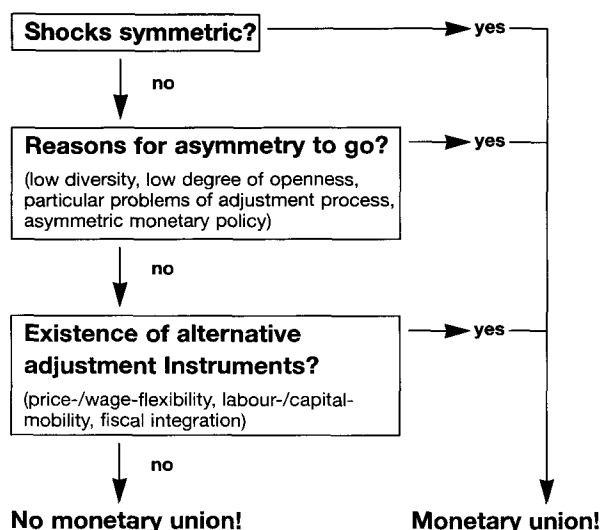 Shocks symmetric?
yes
no
Reasons for asymmetry to go?
yes
(low diversity, low degree of openness,
particular problems of adjustment process,
asymmetric monetary policy)
no
Existence of alternative
adjustment Instruments?
yes
(price-/wage-flexibility, labour-/capital-
mobility, fiscal integration)
no
No monetary union!
Monetary union!